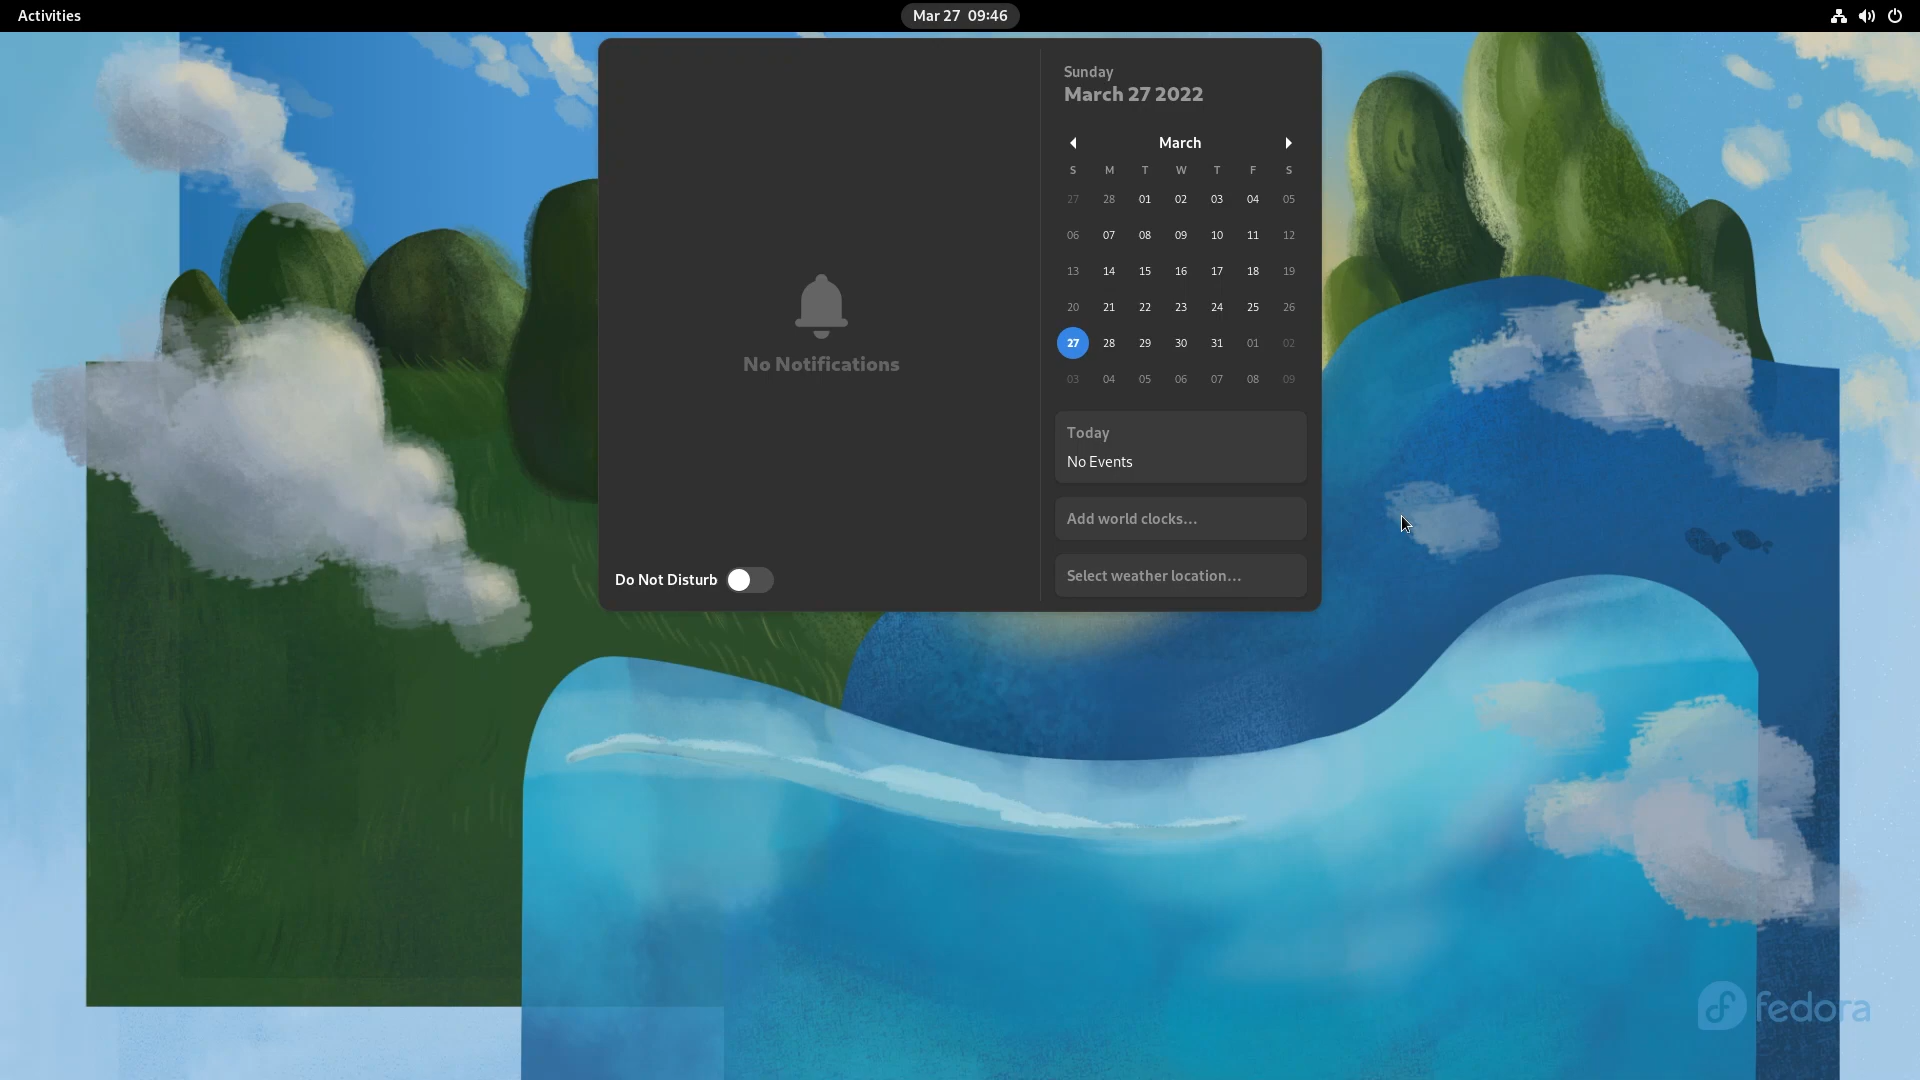 Activities
Mar 27 09:46
No Notifications
Do Not Disturb
Sunday
March 27 2022
March
S M T W T F S
27 28 01 02 03 04 05
06 07 08 09 10 11 12
13 14 15 16 17 18 19
20 21 22 23 24 25 26
27 28 29 30 31 01 02
03 04 05 06 07 08 09
Today
No Events
Add world clocks…
Select weather location…
fedora